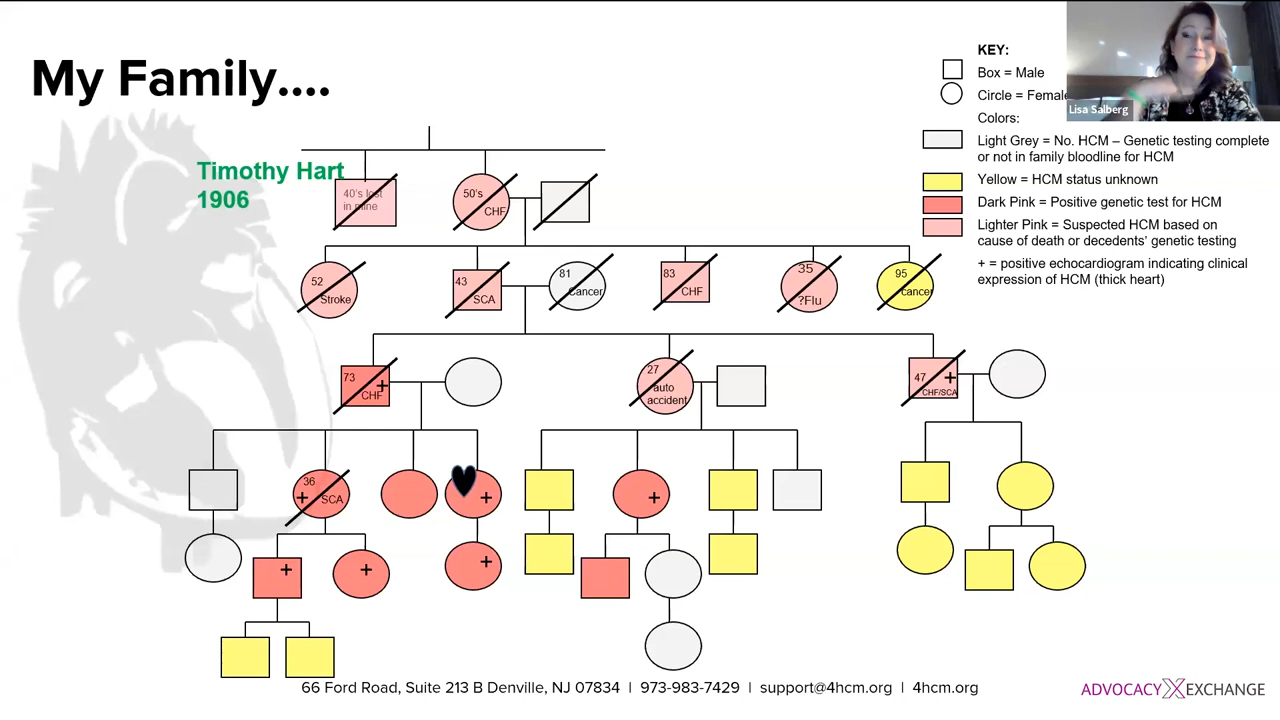 My Family....
Timothy Hart
1906
KEY:
Box = Male
Circle = Female
Lisa Salberg
Colors:
Light Grey = No. HCM – Genetic testing complete
or not in family bloodline for HCM
Yellow = HCM status unknown
Dark Pink = Positive genetic test for HCM
Lighter Pink = Suspected HCM based on
cause of death or decedents' genetic testing
+ = positive echocardiogram indicating clinical
expression of HCM (thick heart)
40's lost
in mine
50's
CHF
52
Stroke
43
SCA
81
Cancer
83
CHF
35
?Flu
95
cancer
73
+
CHF
27
auto
accident
47
+
CHF/SCA
36
+
SCA
+
+
+
+
+
66 Ford Road, Suite 213 B Denville, NJ 07834 | 973-983-7429 | support@4hcm.org | 4hcm.org
ADVOCACY X EXCHANGE